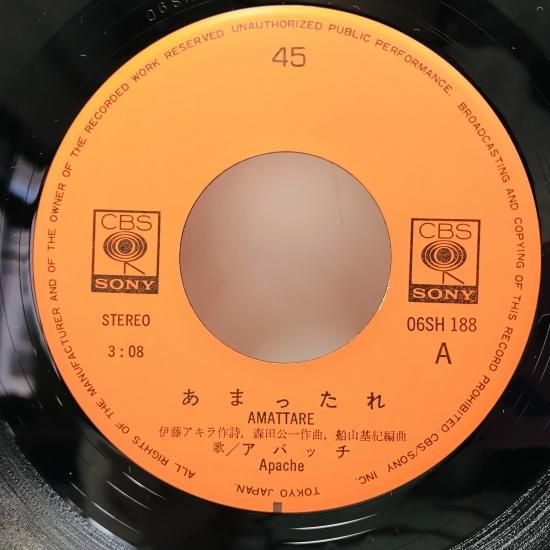 ALL RIGHTS OF THE MANUFACTURER AND OF THE OWNER OF THE RECORDED WORK RESERVED UNAUTHORIZED PUBLIC PERFORMANCE, BROADCASTING AND COPYING OF THIS RECORD PROHIBITED CBS/SONY INC. TOKYO JAPAN.
45
CBS
SONY
CBS
SONY
STEREO
06SH 188
3:08
A
あまったれ
AMATTARE
伊藤アキラ作詩, 森田公一作曲, 船山基紀編曲
歌/アパッチ
Apache